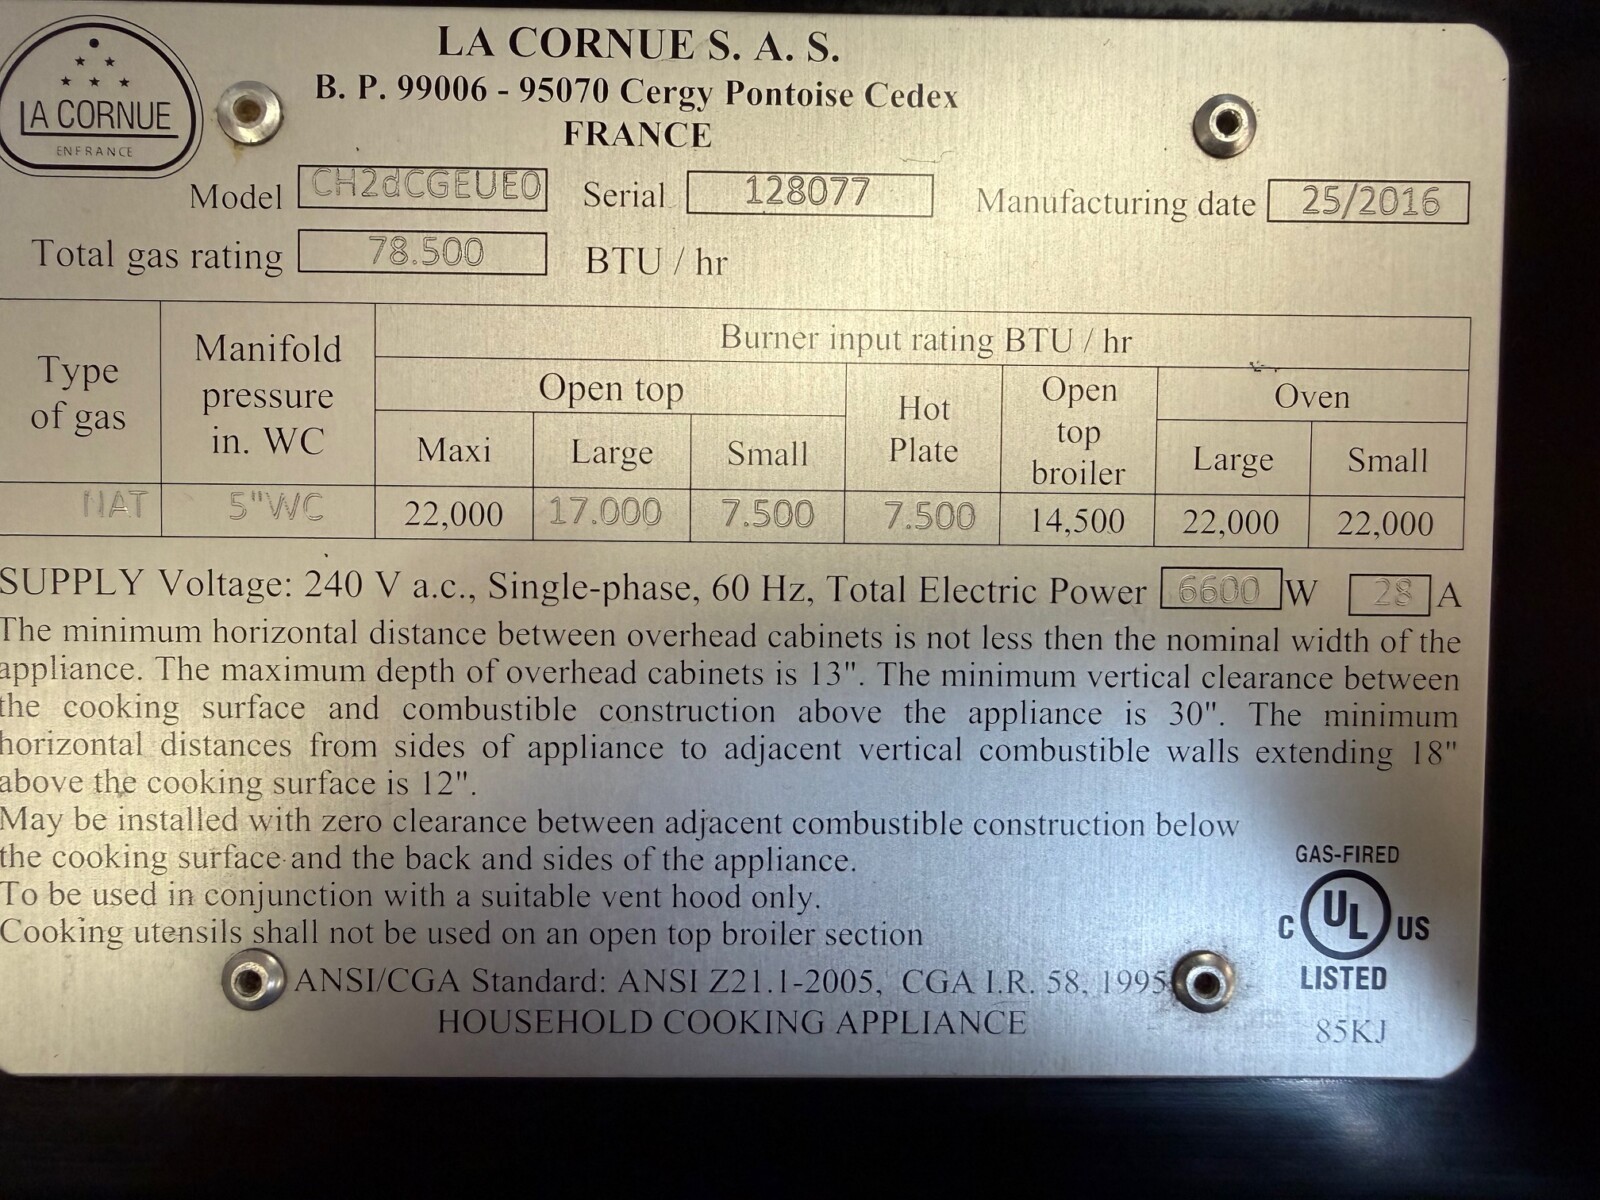 LA CORNUE
EN FRANCE
LA CORNUE S. A. S.
B. P. 99006 - 95070 Cergy Pontoise Cedex
FRANCE
Model CH2dCGEUE0 Serial 128077 Manufacturing date 25/2016
Total gas rating 78.500 BTU / hr
Type of gas
Manifold pressure in. WC
Burner input rating BTU / hr
Open top
Hot Plate
Open top broiler
Oven
Maxi Large Small Large Small
NAT 5"WC 22,000 17.000 7.500 7.500 14,500 22,000 22,000
SUPPLY Voltage: 240 V a.c., Single-phase, 60 Hz, Total Electric Power 6600 W 28 A
The minimum horizontal distance between overhead cabinets is not less then the nominal width of the
appliance. The maximum depth of overhead cabinets is 13". The minimum vertical clearance between
the cooking surface and combustible construction above the appliance is 30". The minimum
horizontal distances from sides of appliance to adjacent vertical combustible walls extending 18"
above the cooking surface is 12".
May be installed with zero clearance between adjacent combustible construction below
the cooking surface and the back and sides of the appliance.
To be used in conjunction with a suitable vent hood only.
Cooking utensils shall not be used on an open top broiler section
ANSI/CGA Standard: ANSI Z21.1-2005, CGA I.R. 58, 1995
HOUSEHOLD COOKING APPLIANCE
GAS-FIRED
C UL US
LISTED
85KJ